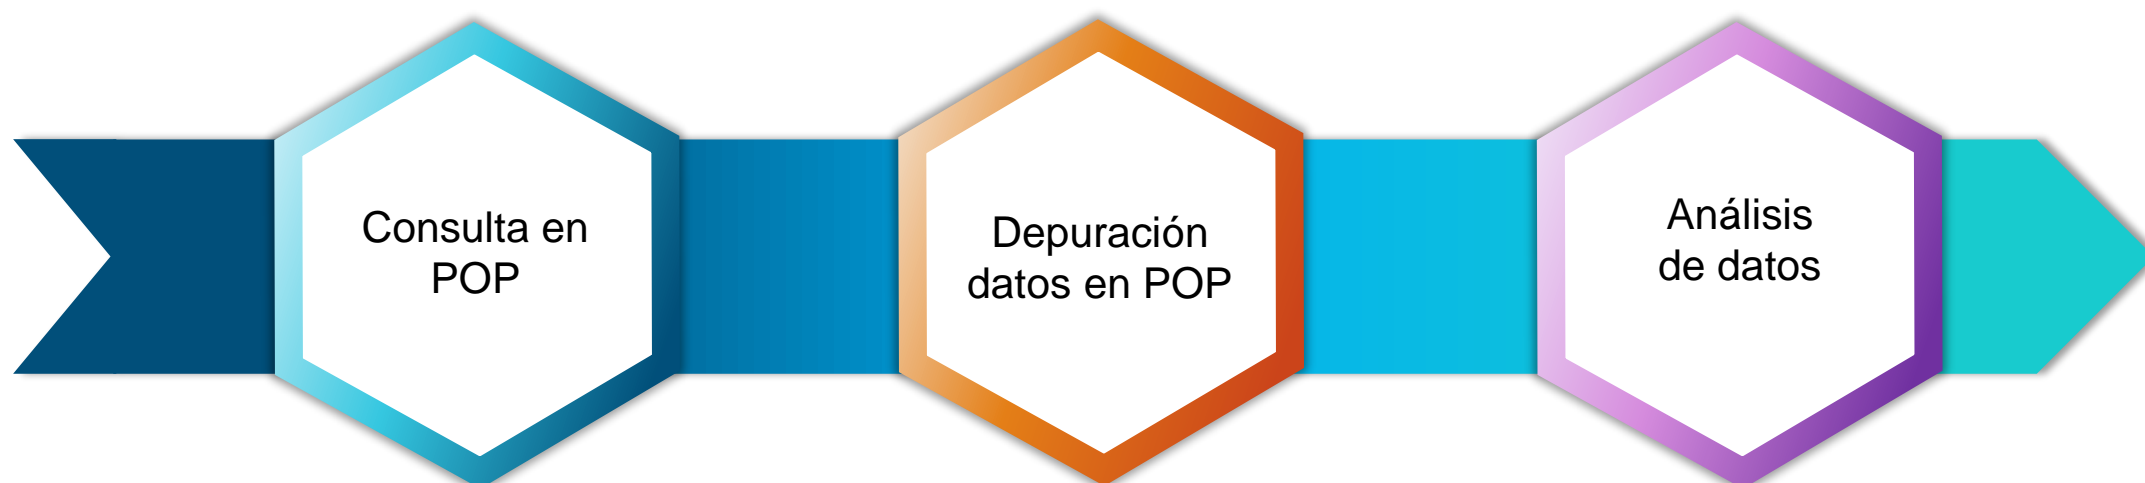 Consulta en
POP
Depuración
datos en POP
Análisis
de datos